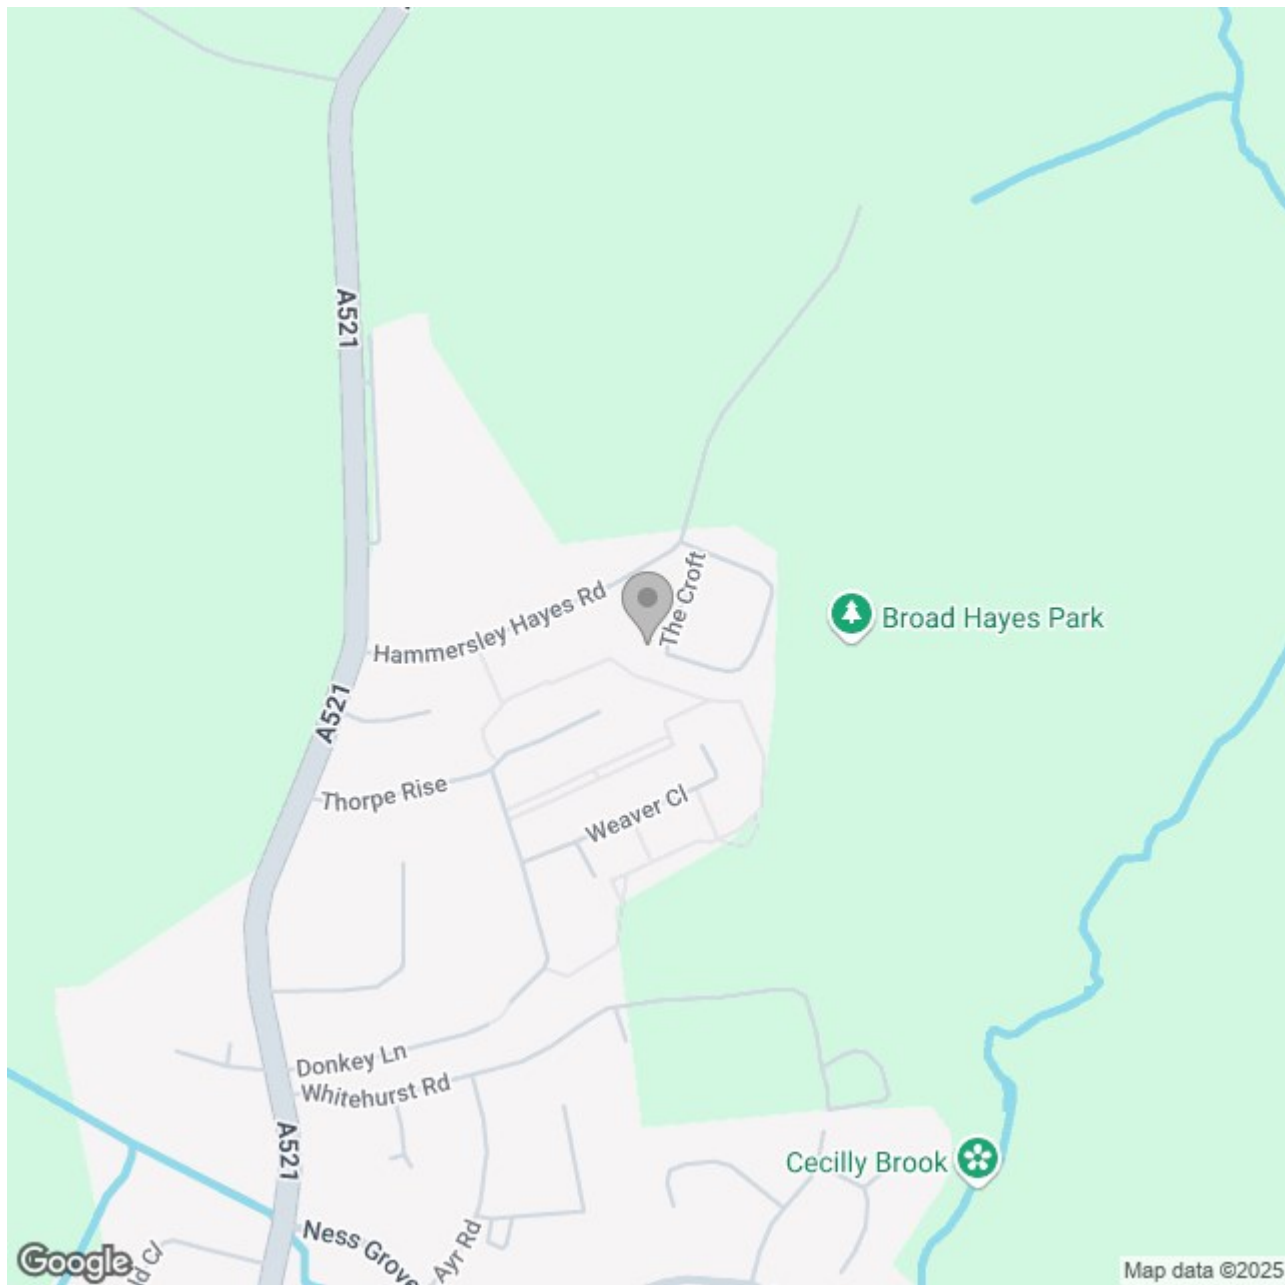 A521
The Croft
Hammersley Hayes Rd
Broad Hayes Park
A521
Thorpe Rise
Weaver Cl
Donkey Ln
Whitehurst Rd
A521
Cecilly Brook
Ness Grove
Ayr Rd
Cl
Google
Map data ©2025